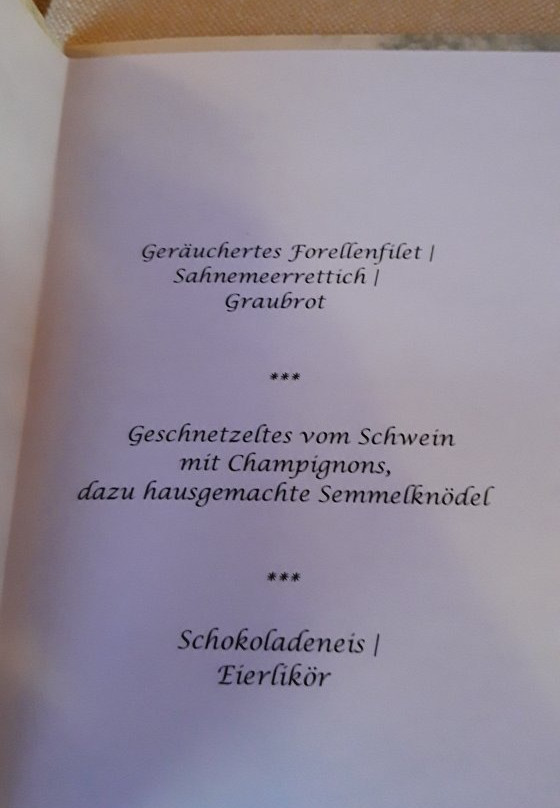 Geräuchertes Forellenfilet |
Sahnemeerrettich |
Graubrot
***
Geschnetzeltes vom Schwein
mit Champignons,
dazu hausgemachte Semmelknödel
***
Schokoladeneis |
Eierlikör